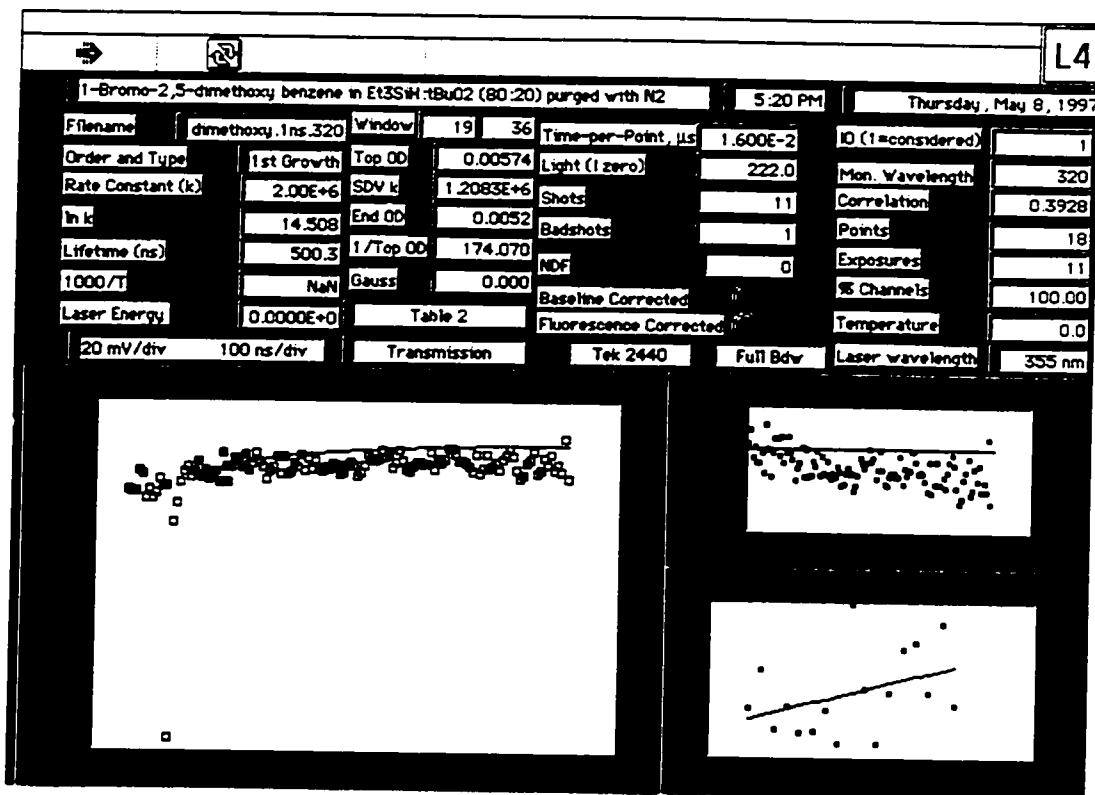 L4
1-Bromo-2,5-dimethoxy benzene in Et3SiH:tBuO2 (80:20) purged with N2 5:20 PM Thursday, May 8, 1997
Filename dimethoxy.1ns.320 Window 19 36 Time-per-Point, µs 1.600E-2 IO (1=considered) 1
Order and Type 1st Growth Top OD 0.00574 Light (I zero) 222.0 Mon. Wavelength 320
Rate Constant (k) 2.00E+6 SDV k 1.2083E+6 Shots 11 Correlation 0.3928
ln k 14.508 End OD 0.0052 Badshots 1 Points 18
Lifetime (ns) 500.3 1/Top OD 174.070 NDF 0 Exposures 11
1000/T NaN Gauss 0.000 Baseline Corrected % Channels 100.00
Laser Energy 0.0000E+0 Table 2 Fluorescence Corrected Temperature 0.0
20 mV/div 100 ns/div Transmission Tek 2440 Full Bdw Laser wavelength 355 nm